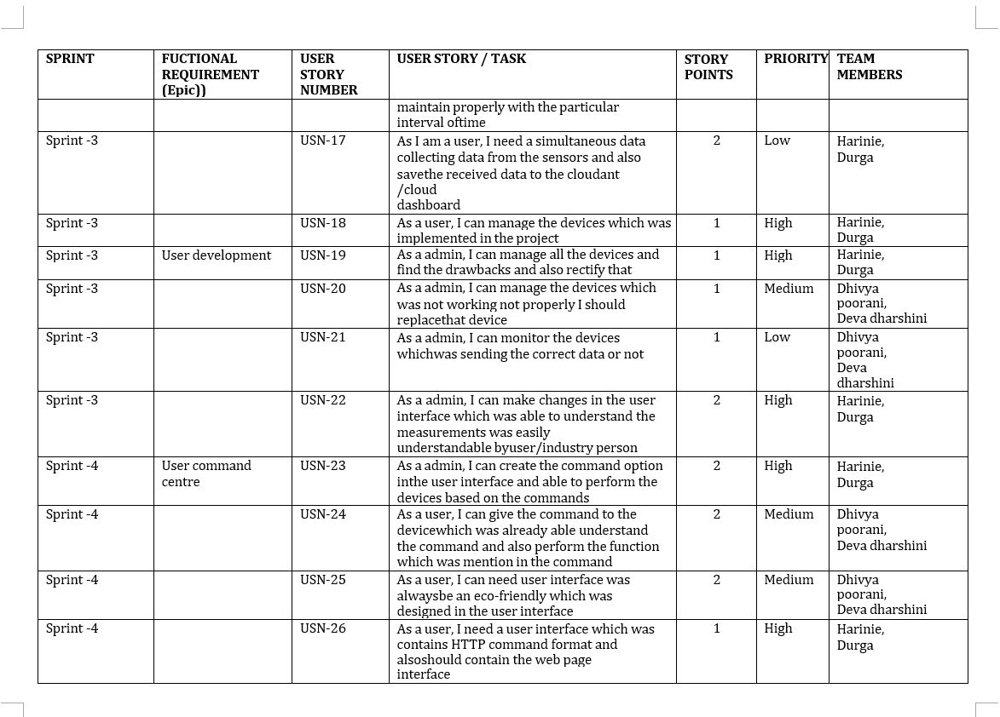 SPRINT FUCTIONAL REQUIREMENT (Epic)) USER STORY NUMBER USER STORY / TASK STORY POINTS PRIORITY TEAM MEMBERS
maintain properly with the particular
interval oftime
Sprint -3 USN-17 As I am a user, I need a simultaneous data 2 Low Harinie,
collecting data from the sensors and also Durga
savethe received data to the cloudant
/cloud
dashboard
Sprint -3 USN-18 As a user, I can manage the devices which was 1 High Harinie,
implemented in the project Durga
Sprint -3 User development USN-19 As a admin, I can manage all the devices and 1 High Harinie,
find the drawbacks and also rectify that Durga
Sprint -3 USN-20 As a admin, I can manage the devices which 1 Medium Dhivya
was not working not properly I should poorani,
replacethat device Deva dharshini
Sprint -3 USN-21 As a admin, I can monitor the devices 1 Low Dhivya
whichwas sending the correct data or not poorani,
Deva
dharshini
Sprint -3 USN-22 As a admin, I can make changes in the user 2 High Harinie,
interface which was able to understand the Durga
measurements was easily
understandable byuser/industry person
Sprint -4 User command USN-23 As a admin, I can create the command option 2 High Harinie,
centre inthe user interface and able to perform the Durga
devices based on the commands
Sprint -4 USN-24 As a user, I can give the command to the 2 Medium Dhivya
devicewhich was already able understand poorani,
the command and also perform the function Deva dharshini
which was mention in the command
Sprint -4 USN-25 As a user, I can need user interface was 2 Medium Dhivya
alwaysbe an eco-friendly which was poorani,
designed in the user interface Deva dharshini
Sprint -4 USN-26 As a user, I need a user interface which was 1 High Harinie,
contains HTTP command format and Durga
alsoshould contain the web page
interface